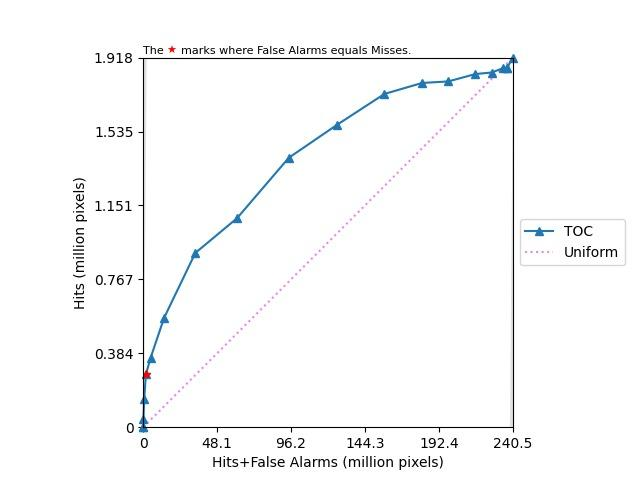 The ★ marks where False Alarms equals Misses.
1.918
1.535
1.151
0.767
0.384
0
Hits (million pixels)
0 48.1 96.2 144.3 192.4 240.5
Hits+False Alarms (million pixels)
TOC
Uniform